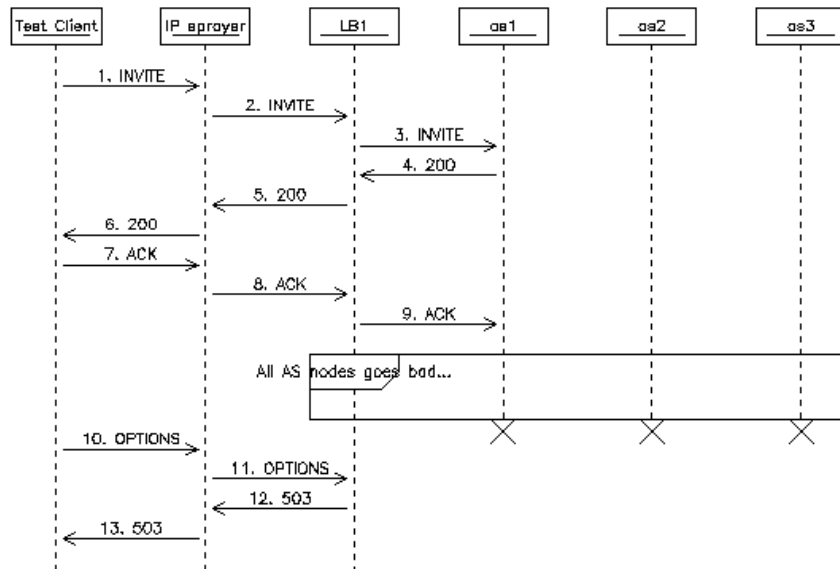 Test Client IP sprayer LB1 as1 as2 as3
1. INVITE
2. INVITE
3. INVITE
4. 200
5. 200
6. 200
7. ACK
8. ACK
9. ACK
All AS nodes goes bad...
10. OPTIONS
11. OPTIONS
12. 503
13. 503